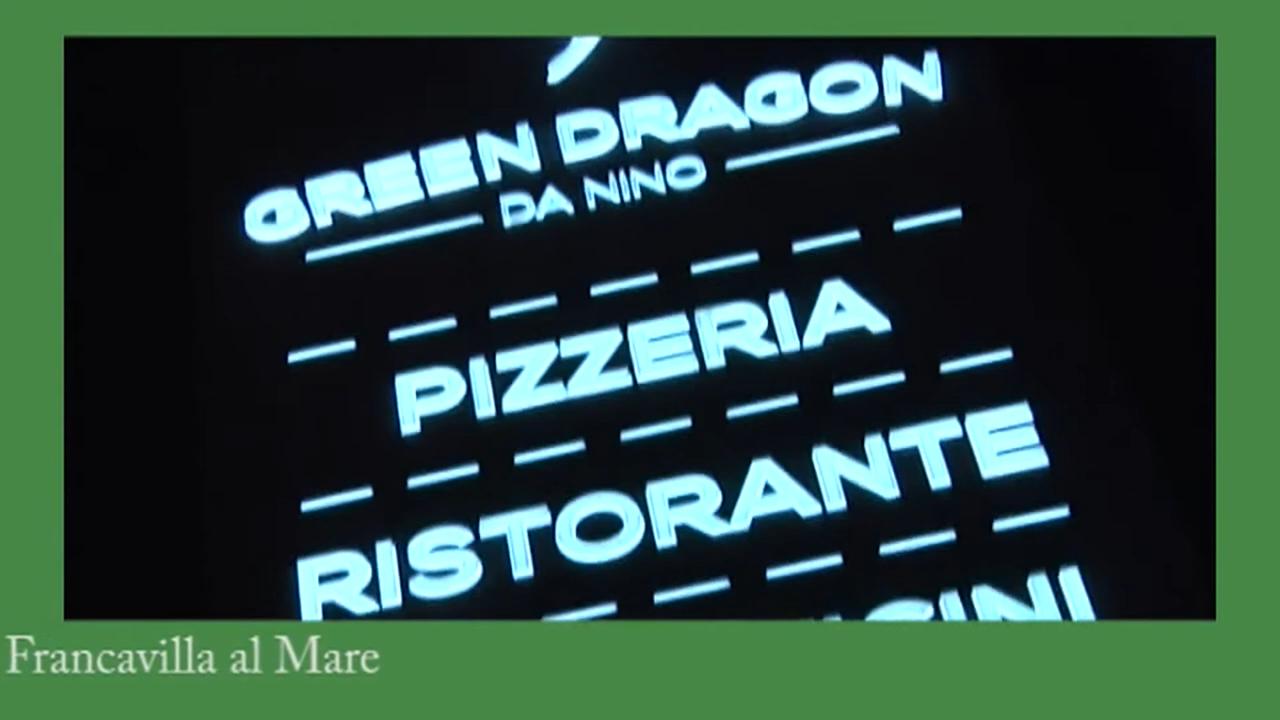 GREEN DRAGON
DA NINO
PIZZERIA
RISTORANTE
Francavilla al Mare